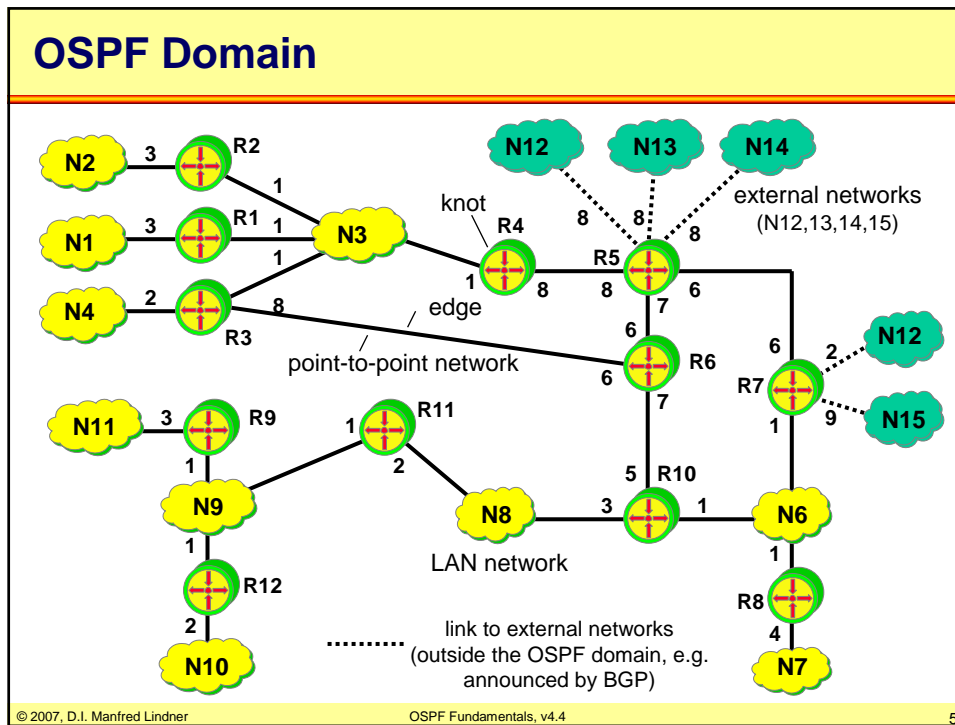 OSPF Domain
N2 3 R2
1
N12 N13 N14
8 8 8
external networks
(N12,13,14,15)
N1 3 R1 1 N3
knot
R4
1 8
R5
8 7 6
1
N4 2 R3 8
edge
point-to-point network
6
6 R6
7
6 2 N12
R7
1 9 N15
N11 3 R9
1
1 R11
2
N9
N8 3
5 R10
1 N6
LAN network
1
R12
2
N10
1
R8
4
N7
link to external networks
(outside the OSPF domain, e.g.
announced by BGP)
© 2007, D.I. Manfred Lindner OSPF Fundamentals, v4.4 5